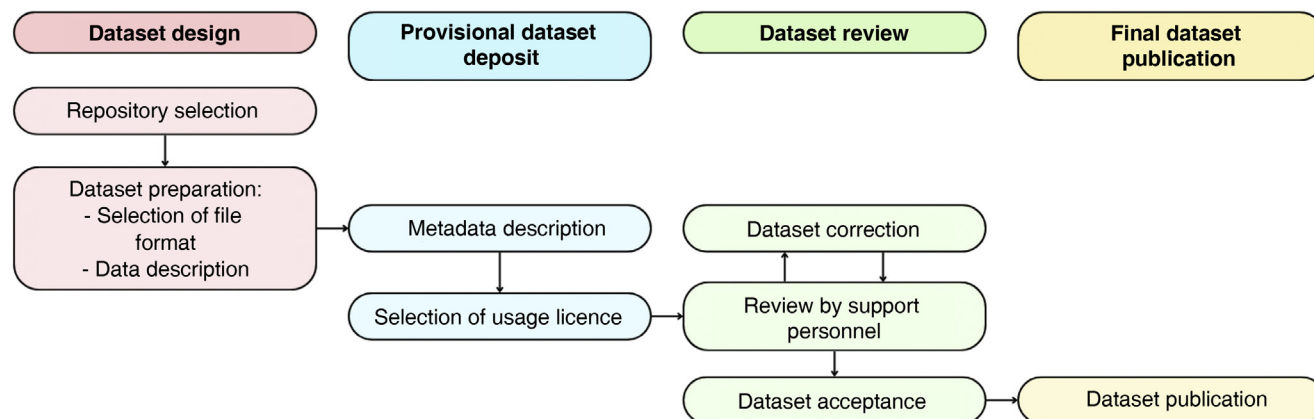 Dataset design
Provisional dataset
deposit
Dataset review
Final dataset
publication
Repository selection
Dataset preparation:
- Selection of file
format
- Data description
Metadata description
Selection of usage licence
Dataset correction
Review by support
personnel
Dataset acceptance
Dataset publication